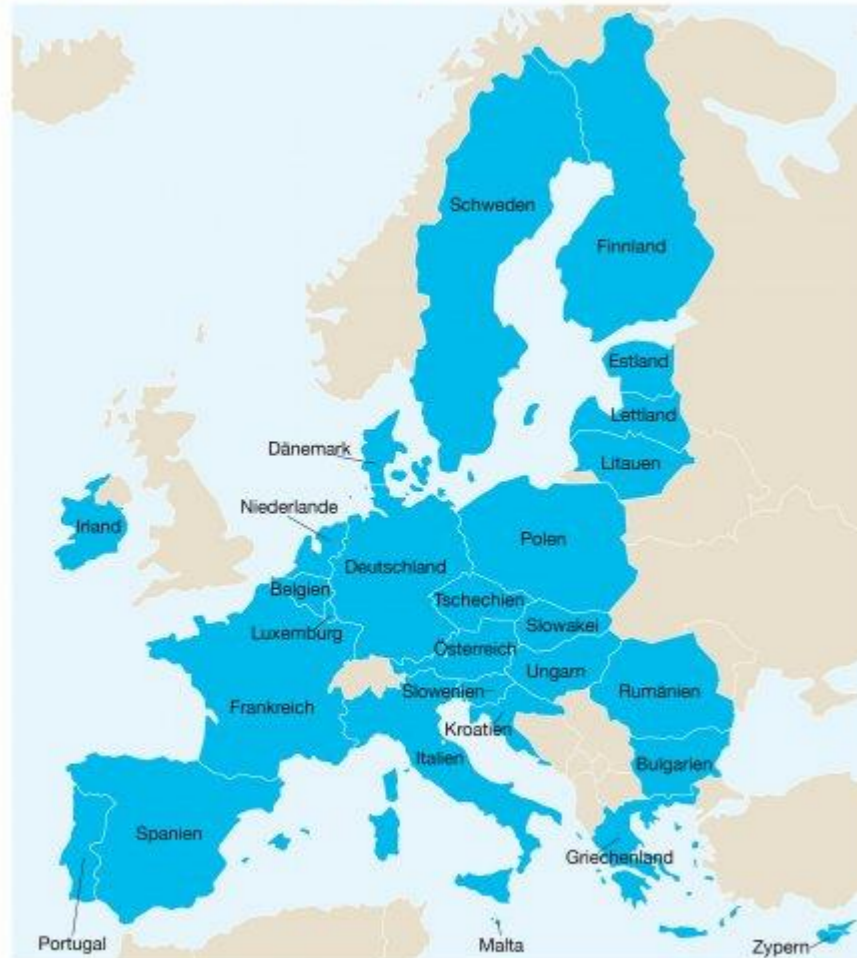 Schweden
Finnland
Estland
Lettland
Dänemark
Litauen
Niederlande
Irland
Polen
Deutschland
Belgien
Tschechien
Slowakei
Luxemburg
Österreich
Ungarn
Slowenien
Rumänien
Frankreich
Kroatien
Italien
Bulgarien
Spanien
Griechenland
Portugal
Malta
Zypern